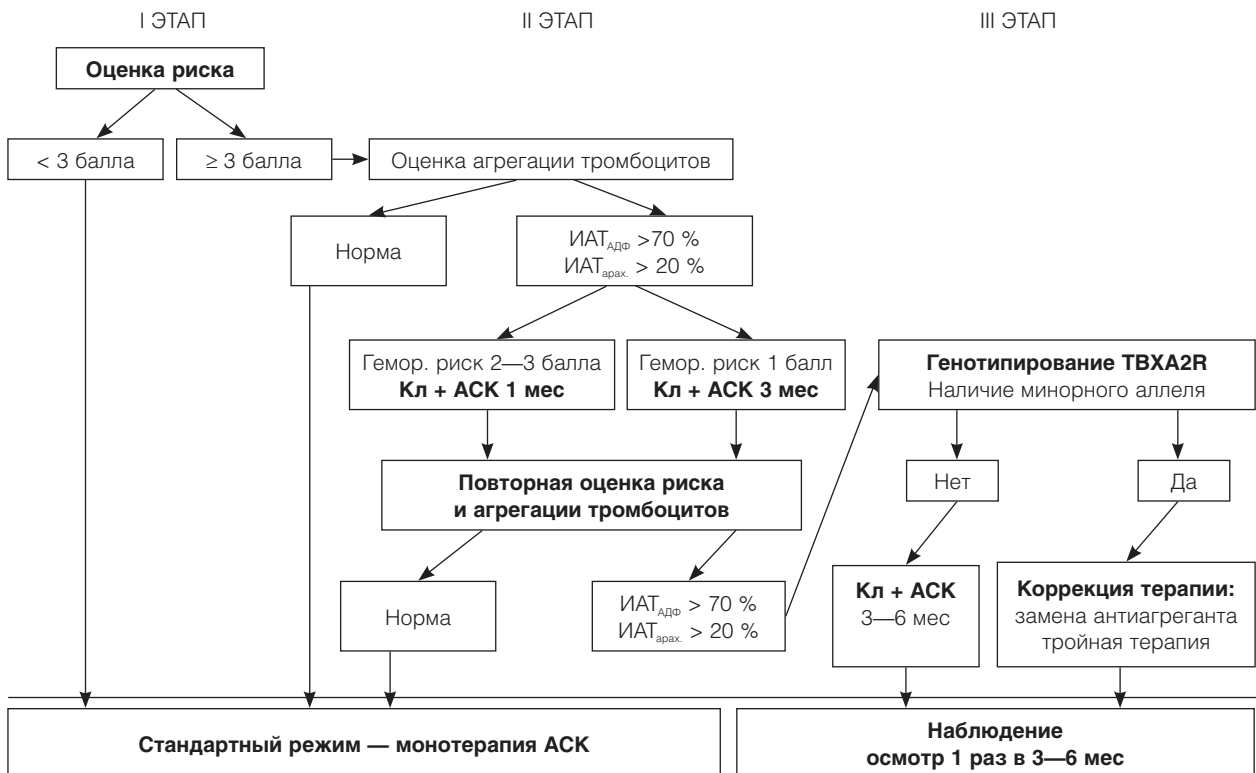 I ЭТАП
II ЭТАП
III ЭТАП
Оценка риска
< 3 балла
≥ 3 балла
Оценка агрегации тромбоцитов
Норма
ИАТАДФ >70 %
ИАТарах. > 20 %
Гемор. риск 2—3 балла
Кл + АСК 1 мес
Гемор. риск 1 балл
Кл + АСК 3 мес
Генотипирование TBXA2R
Наличие минорного аллеля
Повторная оценка риска
и агрегации тромбоцитов
Нет
Да
Норма
ИАТАДФ > 70 %
ИАТарах. > 20 %
Кл + АСК
3—6 мес
Коррекция терапии:
замена антиагреганта
тройная терапия
Стандартный режим — монотерапия АСК
Наблюдение
осмотр 1 раз в 3—6 мес